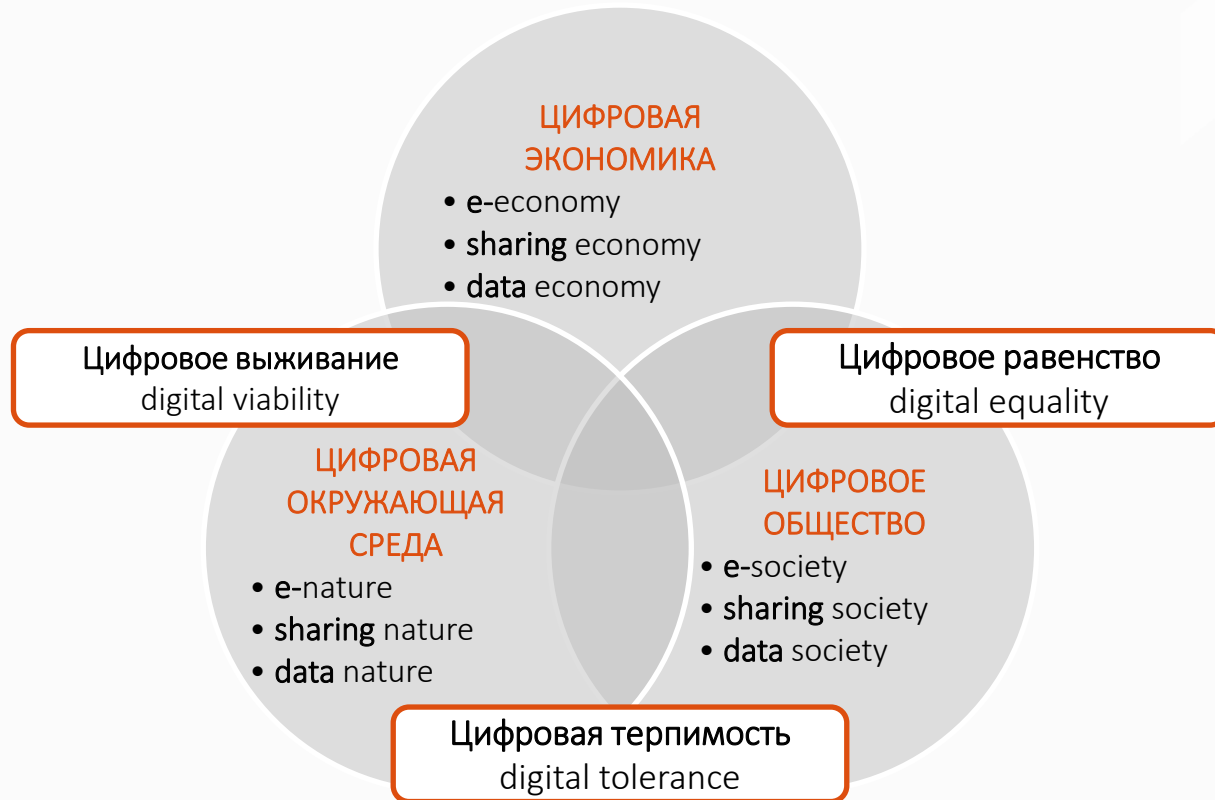 ЦИФРОВАЯ
ЭКОНОМИКА
• e-economy
• sharing economy
• data economy
Цифровое выживание
digital viability
Цифровое равенство
digital equality
ЦИФРОВАЯ
ОКРУЖАЮЩАЯ
СРЕДА
• e-nature
• sharing nature
• data nature
ЦИФРОВОЕ
ОБЩЕСТВО
• e-society
• sharing society
• data society
Цифровая терпимость
digital tolerance